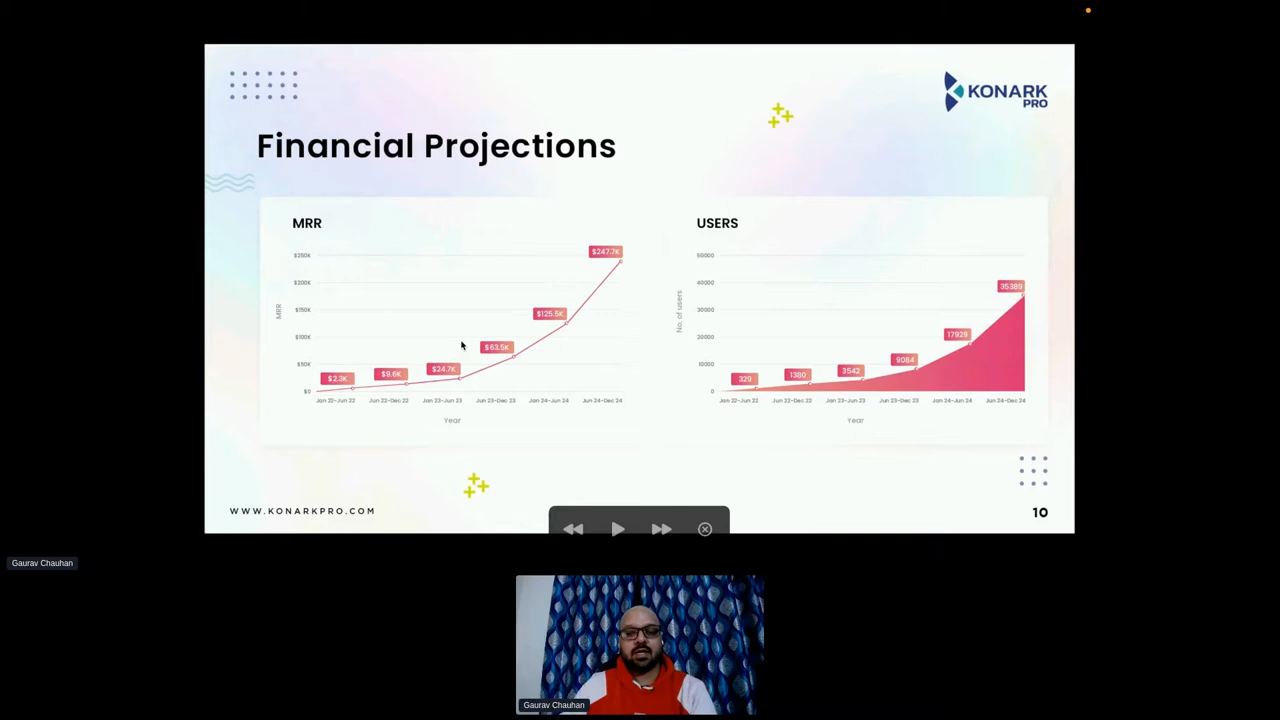 KONARK
PRO
Financial Projections
MRR
$250K
$200K
$150K
$100K
$50K
$0
MRR
$2.3K
$9.6K
$24.7K
$63.5K
$125.5K
$247.7K
Jan 22-Jun 22
Jun 22-Dec 22
Jan 23-Jun 23
Jun 23-Dec 23
Jan 24-Jun 24
Jun 24-Dec 24
Year
USERS
50000
40000
30000
20000
10000
0
No. of users
329
1380
3542
9084
17929
35389
Jan 22-Jun 22
Jun 22-Dec 22
Jan 23-Jun 23
Jun 23-Dec 23
Jan 24-Jun 24
Jun 24-Dec 24
Year
WWW.KONARKPRO.COM
10
Gaurav Chauhan
Gaurav Chauhan